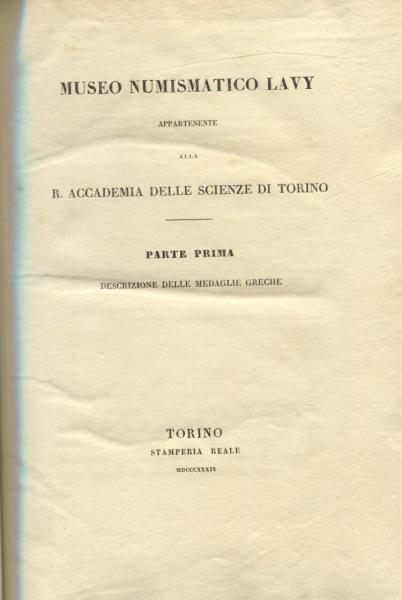 MUSEO NUMISMATICO LAVY
APPARTENENTE
ALLA
R. ACCADEMIA DELLE SCIENZE DI TORINO
PARTE PRIMA
DESCRIZIONE DELLE MEDAGLIE GRECHE
TORINO
STAMPERIA REALE
MDCCCXXXIX